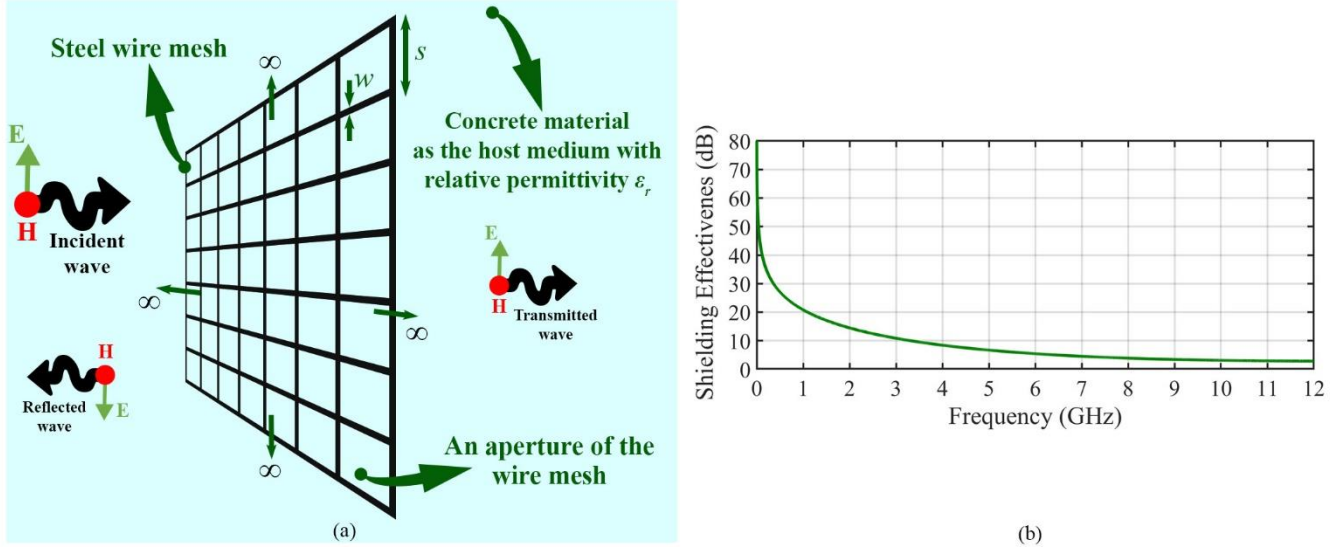 Steel wire mesh
∞
s
w
E
H
Incident
wave
Concrete material
as the host medium with
relative permittivity εr
E
H
Transmitted
wave
∞
∞
H
E
Reflected
wave
∞
An aperture of the
wire mesh
(a)
Shielding Effectivenes (dB)
80
70
60
50
40
30
20
10
0
0 1 2 3 4 5 6 7 8 9 10 11 12
Frequency (GHz)
(b)